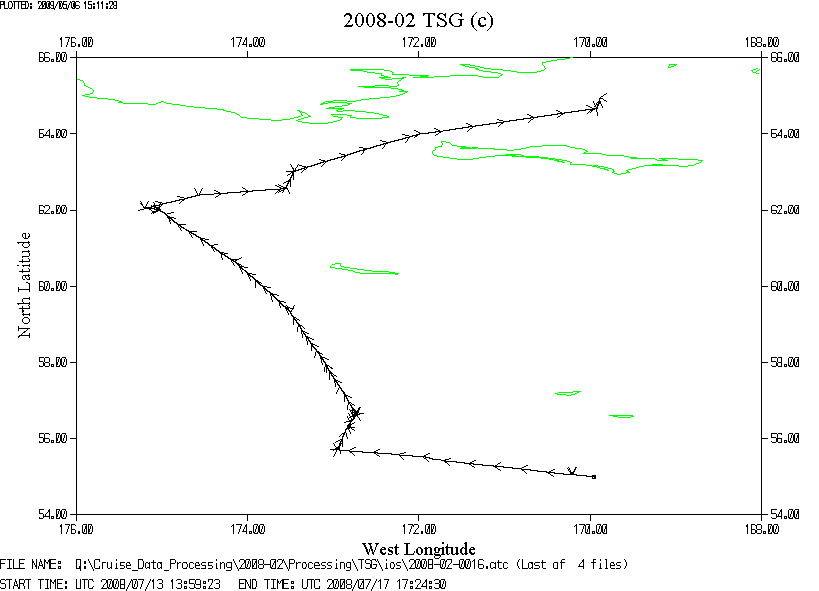 PLOTTED: 2009/05/06 15:11:29
2008-02 TSG (c)
176.00 174.00 172.00 170.00 168.00
66.00 66.00
64.00 64.00
62.00 62.00
60.00 60.00
58.00 58.00
56.00 56.00
54.00 54.00
176.00 174.00 172.00 170.00 168.00
North Latitude
West Longitude
FILE NAME: Q:\Cruise_Data_Processing\2008-02\Processing\TSG\ios\2008-02-0016.atc (Last of 4 files)
START TIME: UTC 2008/07/13 13:59:23 END TIME: UTC 2008/07/17 17:24:30